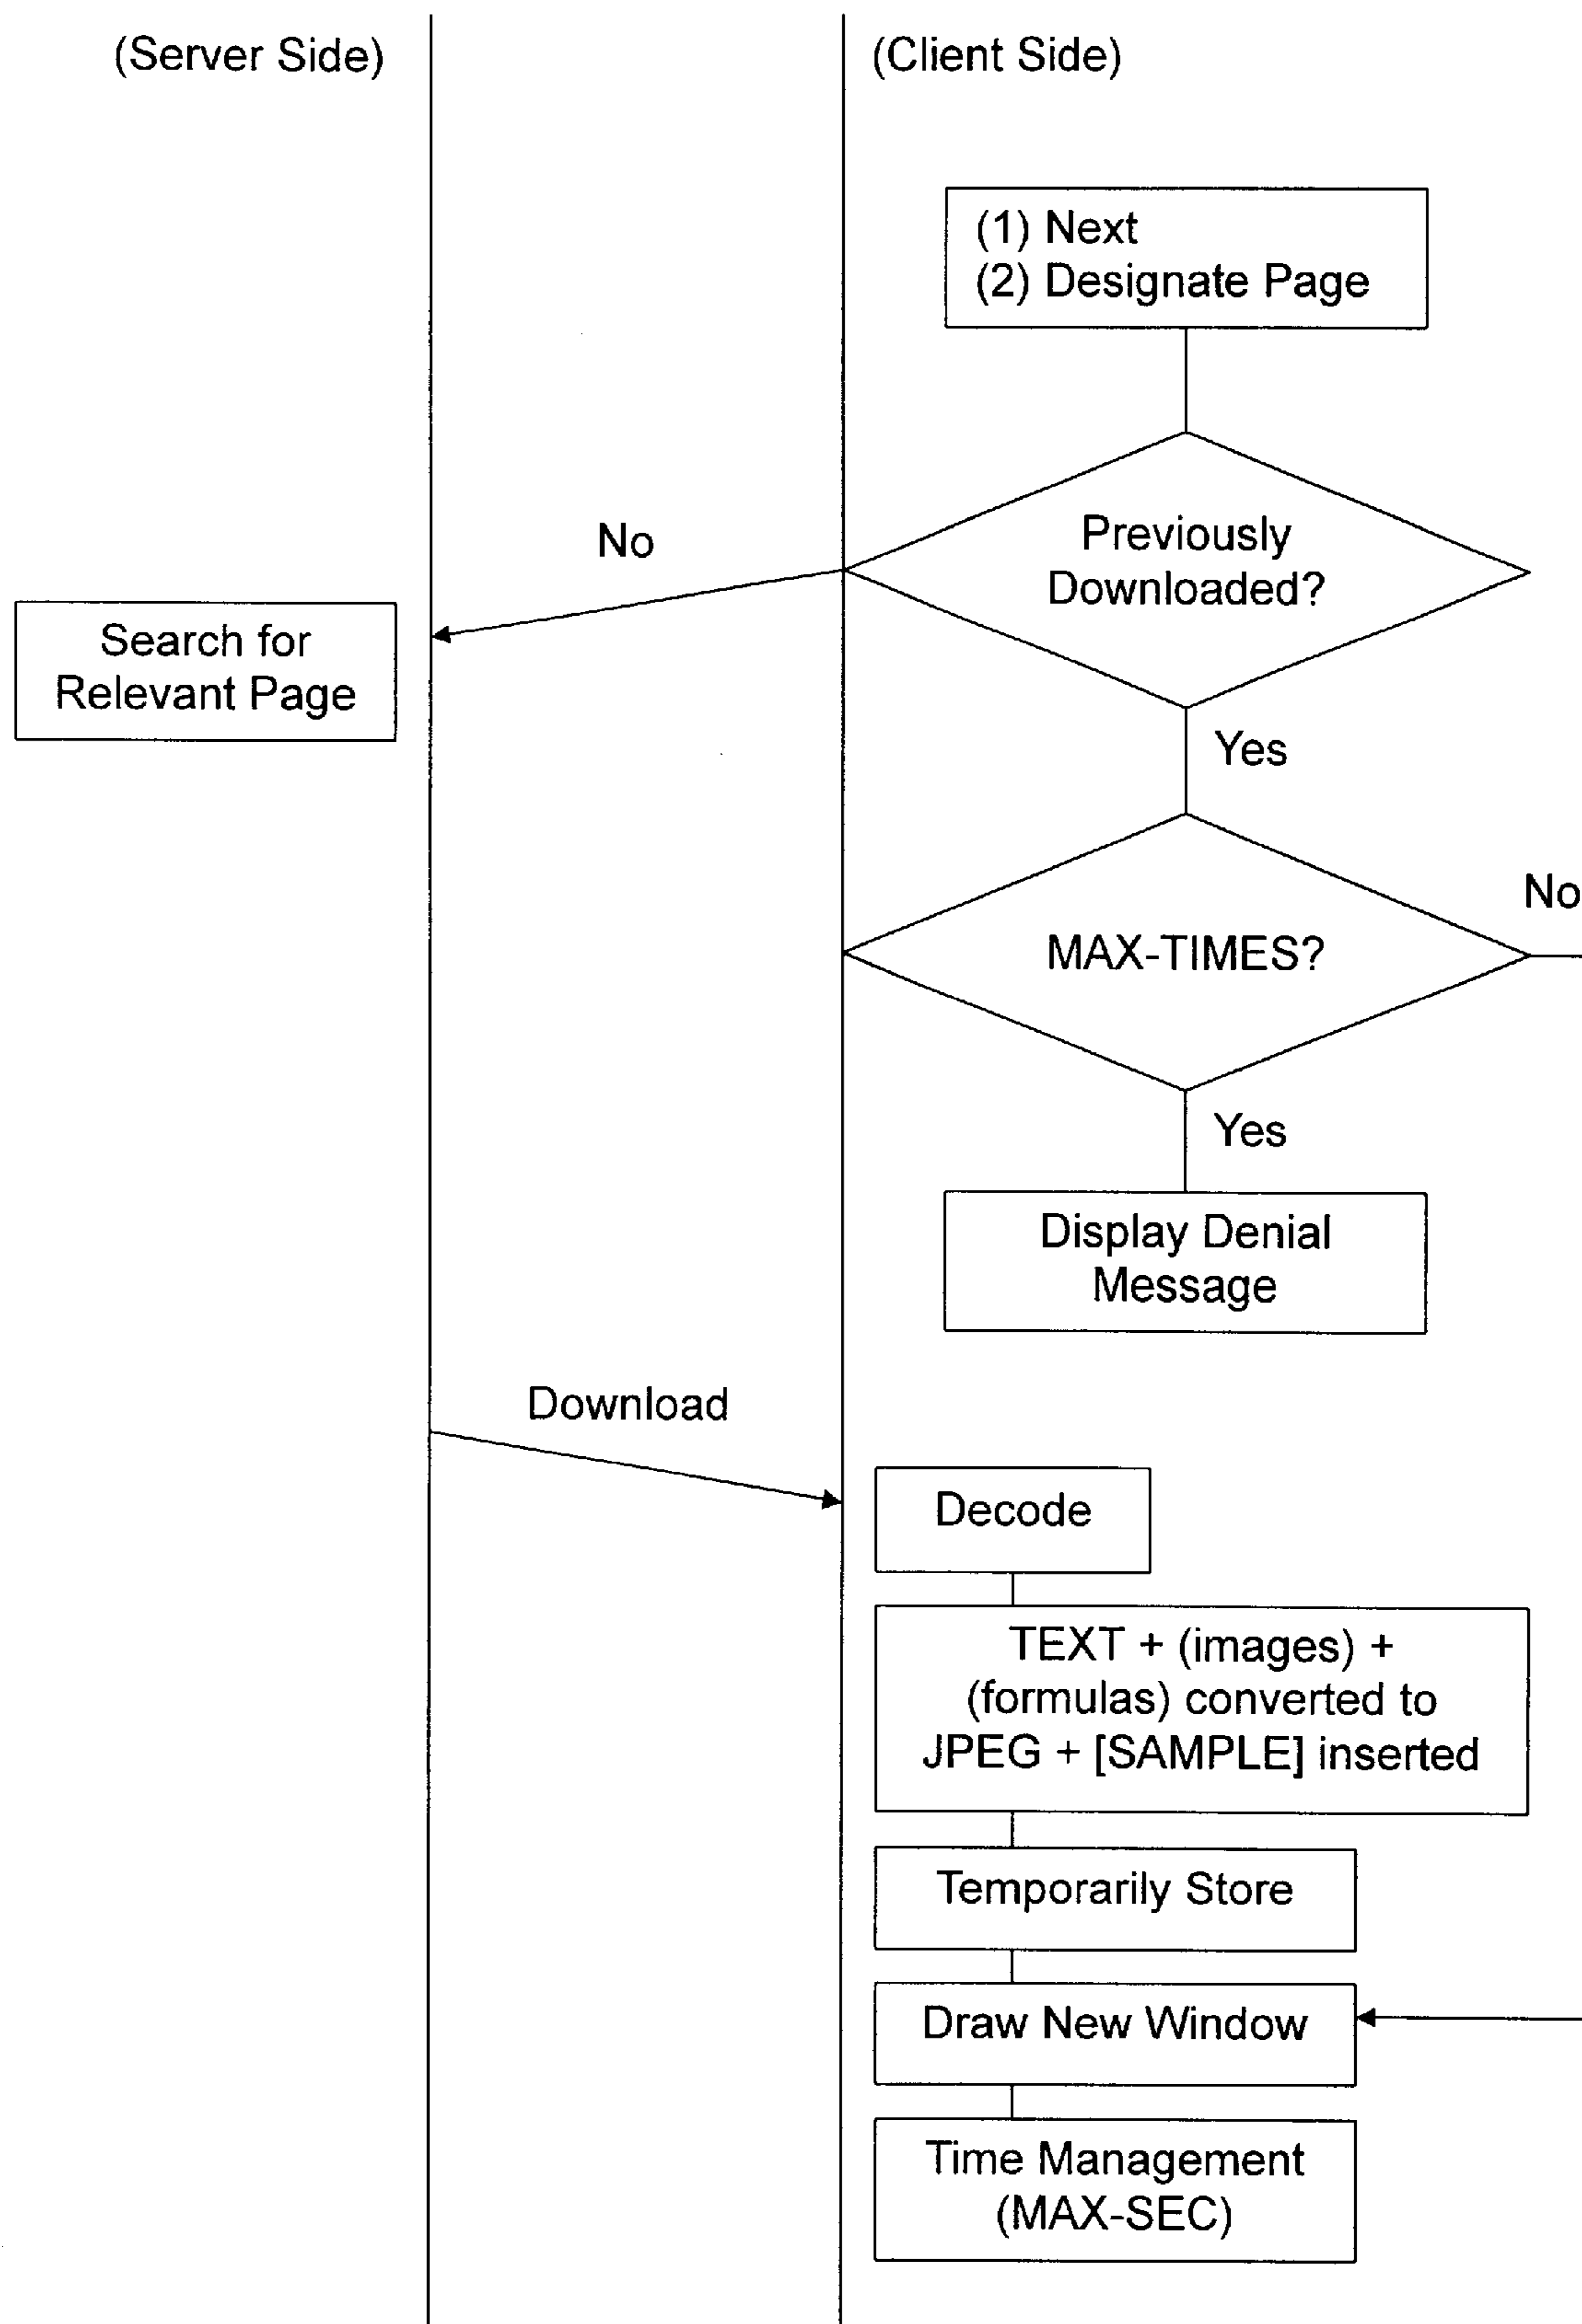 (Server Side)
(Client Side)
(1) Next
(2) Designate Page
No
Previously
Downloaded?
Search for
Relevant Page
Yes
No
MAX-TIMES?
Yes
Display Denial
Message
Download
Decode
TEXT + (images) +
(formulas) converted to
JPEG + [SAMPLE] inserted
Temporarily Store
Draw New Window
Time Management
(MAX-SEC)